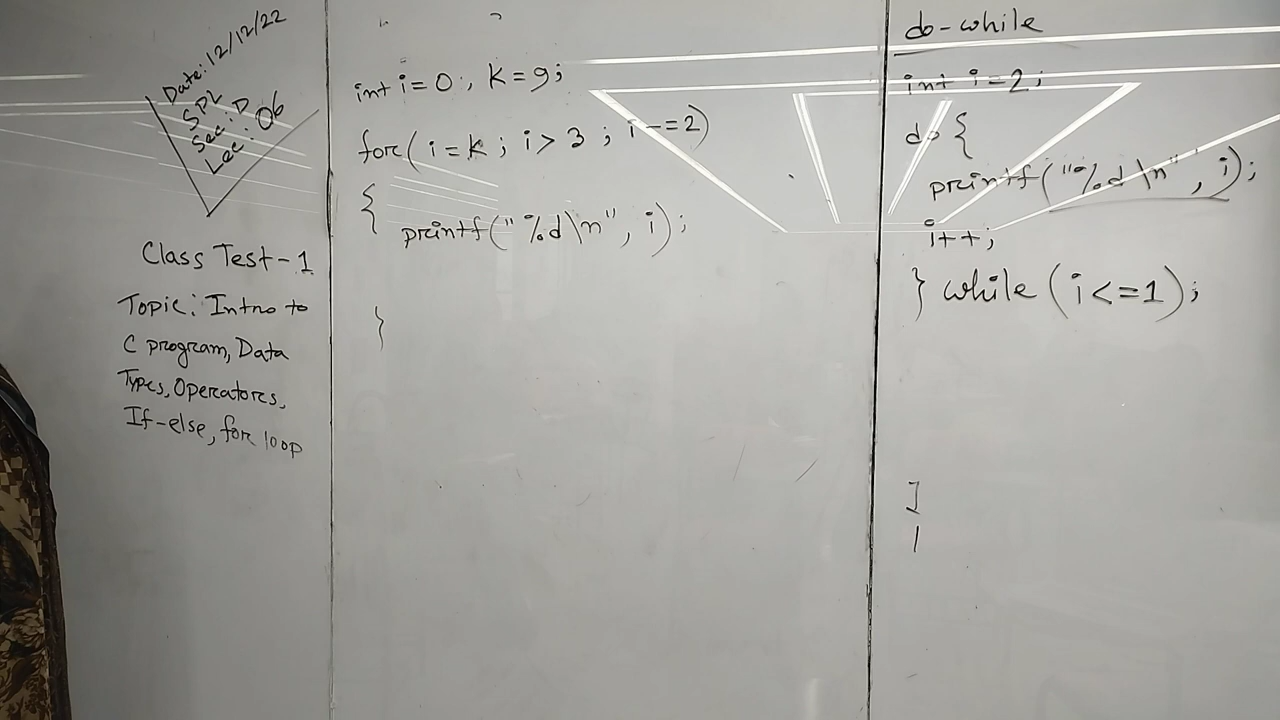 Date: 12/12/22
SPL
Sec: D
Lec: 06
Class Test-1
Topic: Intro to
C program, Data
Types, Operators,
If-else, for loop
int i=0, k=9;
for(i=k; i>3; i-=2)
{
printf("%d\n", i);
}
do-while
int i=2;
do {
printf("%d\n", i);
i++;
} while (i<=1);